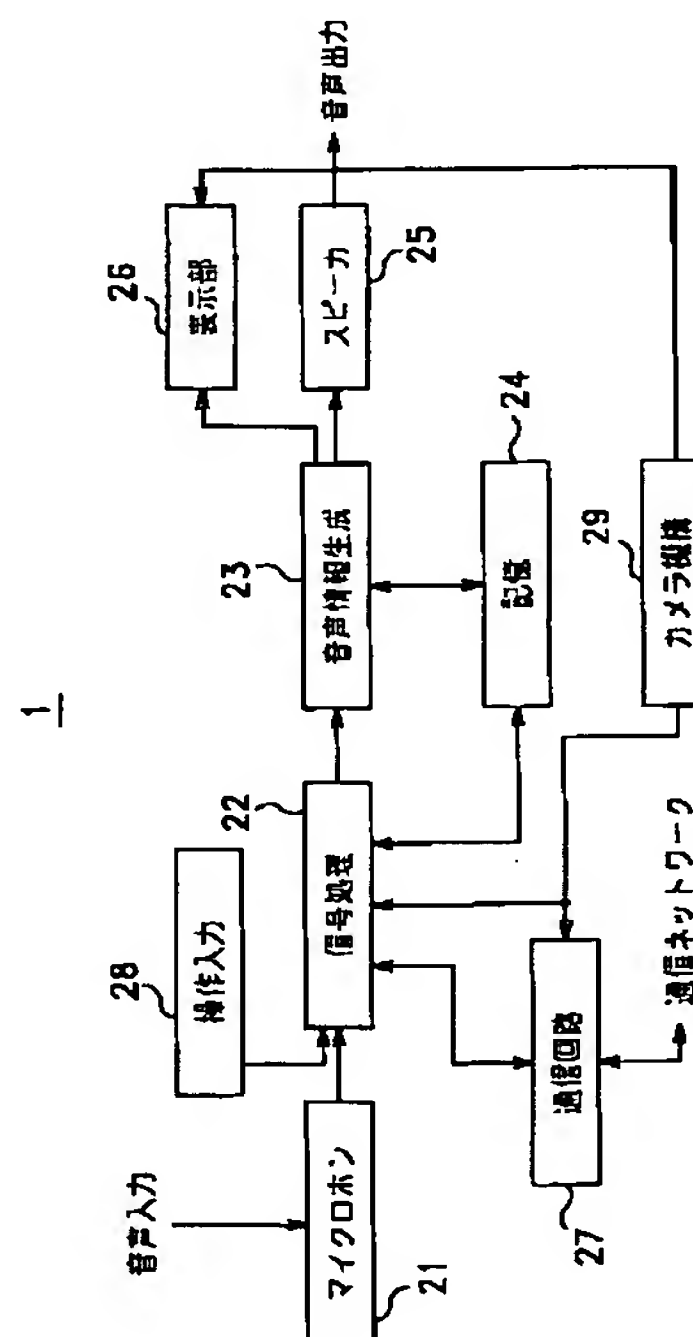 1
音声入力
マイクロホン
21
操作入力
28
信号処理
22
音声情報生成
23
記憶
24
スピーカ
25
音声出力
表示部
26
通信回路
27
通信ネットワーク
カメラ機構
29